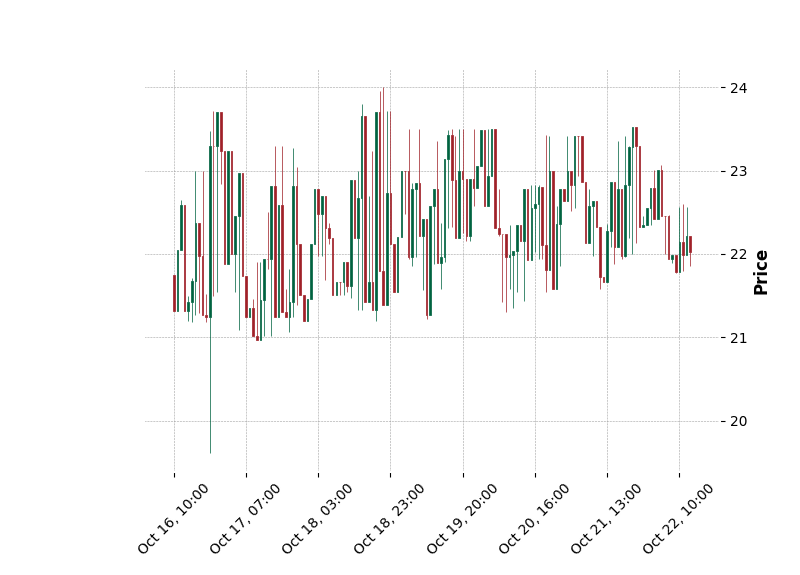 24
23
22
21
20
Price
Oct 16, 10:00
Oct 17, 07:00
Oct 18, 03:00
Oct 18, 23:00
Oct 19, 20:00
Oct 20, 16:00
Oct 21, 13:00
Oct 22, 10:00